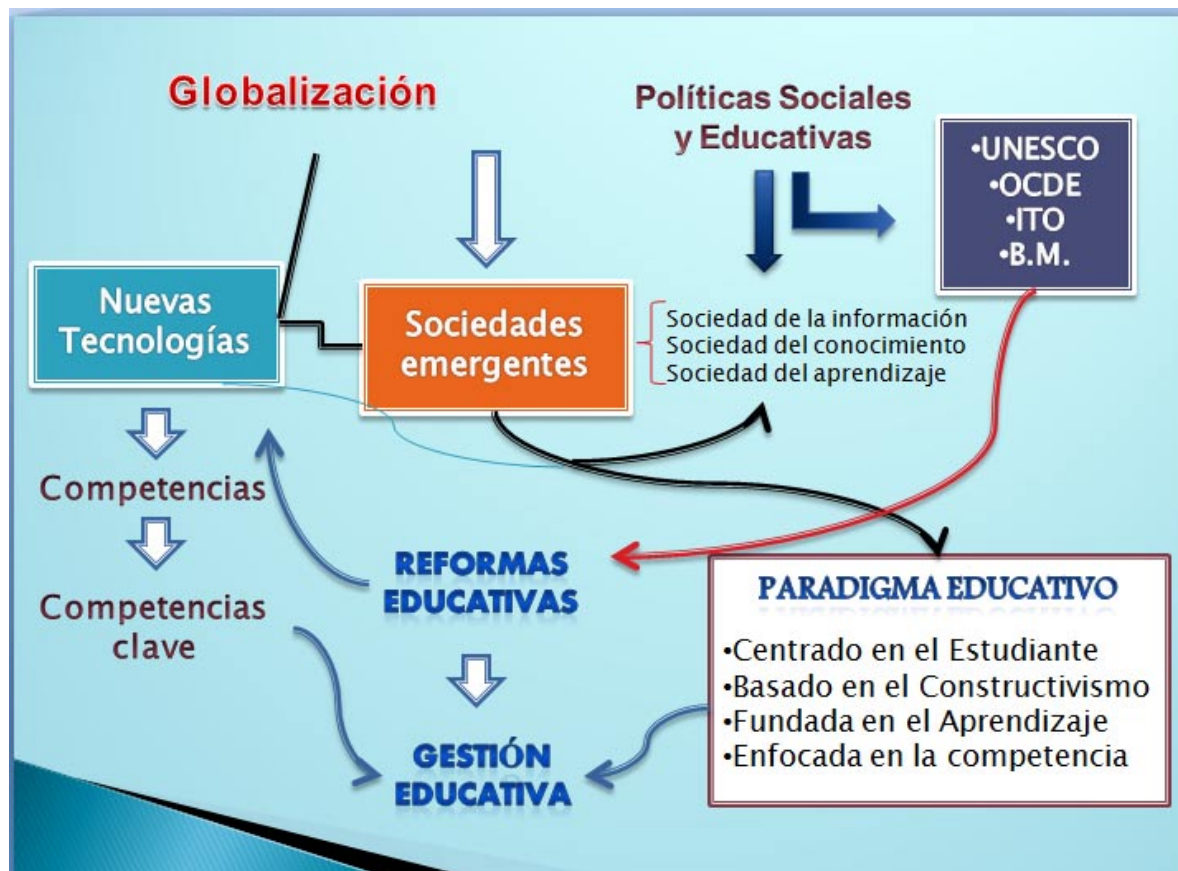 Globalización
Políticas Sociales
y Educativas
•UNESCO
•OCDE
•ITO
•B.M.
Nuevas
Tecnologías
Sociedades
emergentes
Sociedad de la información
Sociedad del conocimiento
Sociedad del aprendizaje
Competencias
Competencias
clave
REFORMAS
EDUCATIVAS
GESTIÓN
EDUCATIVA
PARADIGMA EDUCATIVO
•Centrado en el Estudiante
•Basado en el Constructivismo
•Fundada en el Aprendizaje
•Enfocada en la competencia